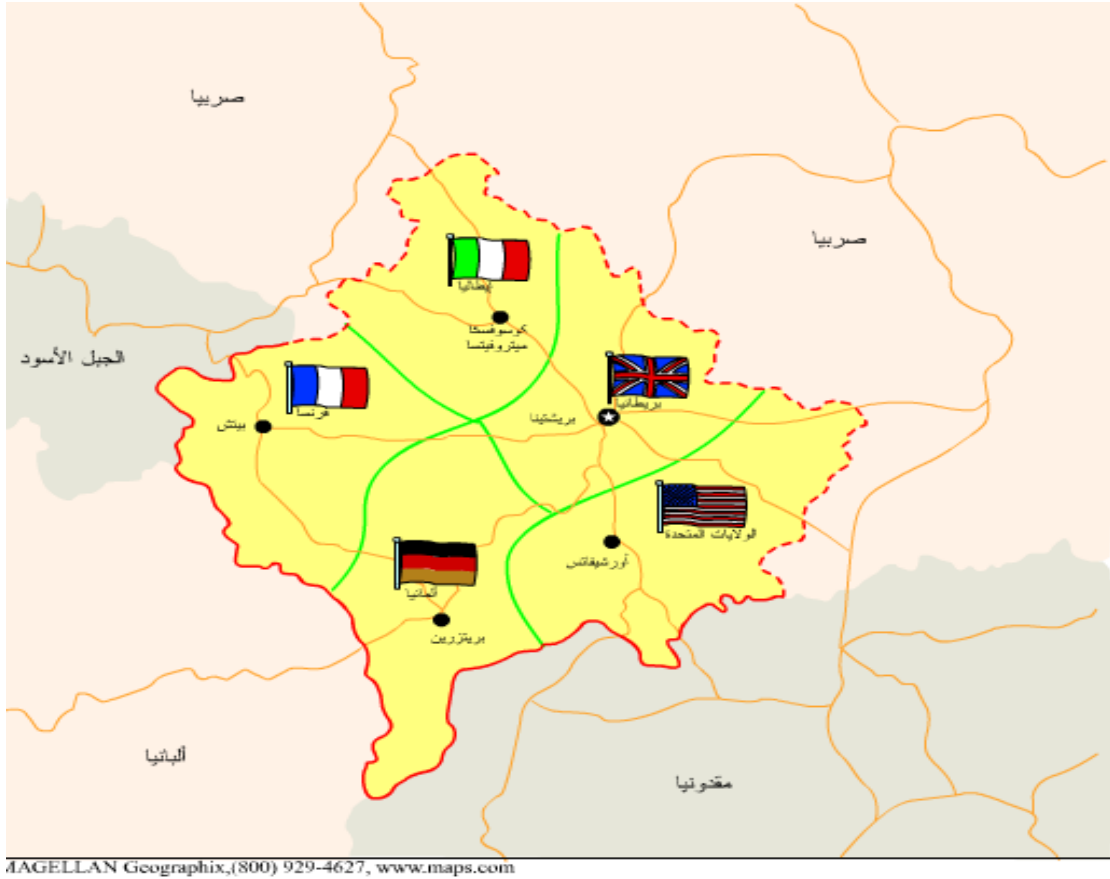 صربيا
صربيا
إيطاليا
كوسوفسكا
ميتروفيتسا
الجبل الأسود
فرنسا
بريطانيا
بيتش
بريشتينا
الولايات المتحدة
أورشيفاتس
ألمانيا
بريتزرين
ألبانيا
مقدونيا
MAGELLAN Geographix,(800) 929-4627, www.maps.com